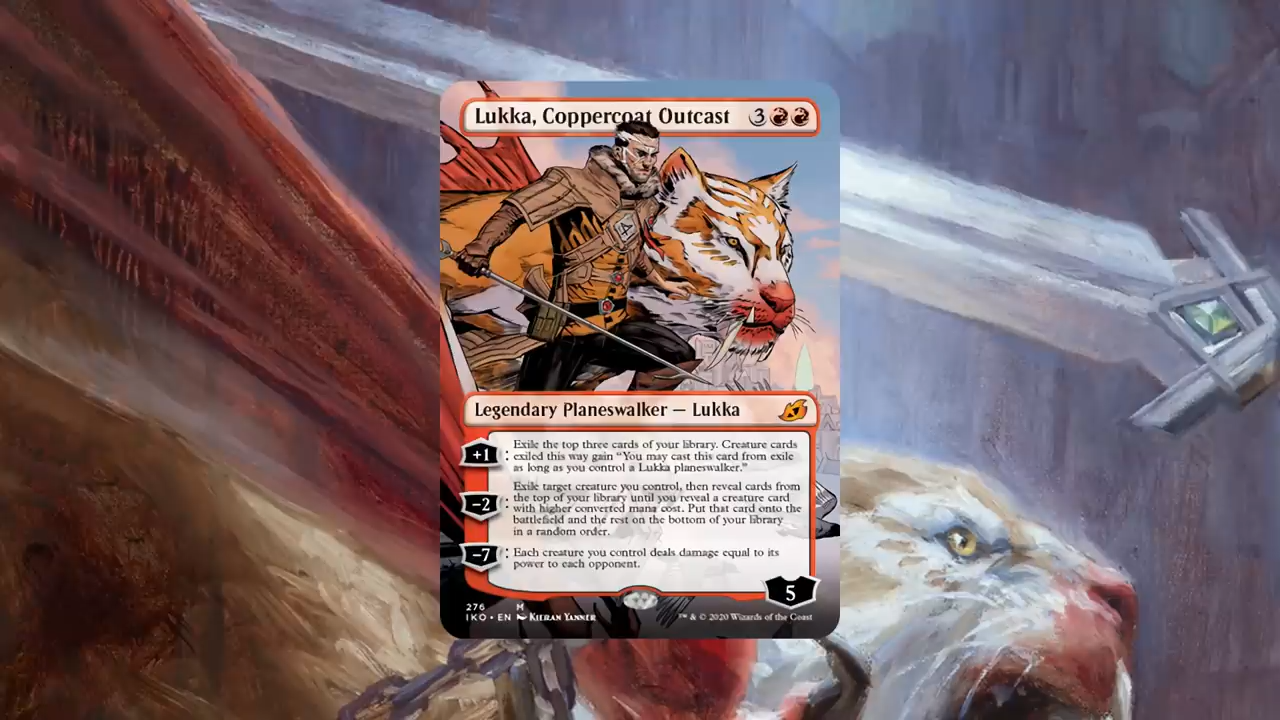 Lukka, Coppercoat Outcast 3
Legendary Planeswalker — Lukka
+1 : Exile the top three cards of your library. Creature cards
exiled this way gain “You may cast this card from exile
as long as you control a Lukka planeswalker.”
−2 : Exile target creature you control, then reveal cards from
the top of your library until you reveal a creature card
with higher converted mana cost. Put that card onto the
battlefield and the rest on the bottom of your library
in a random order.
−7 : Each creature you control deals damage equal to its
power to each opponent.
5
276 M
IKO • EN Kieran Yanner ™ & © 2020 Wizards of the Coast